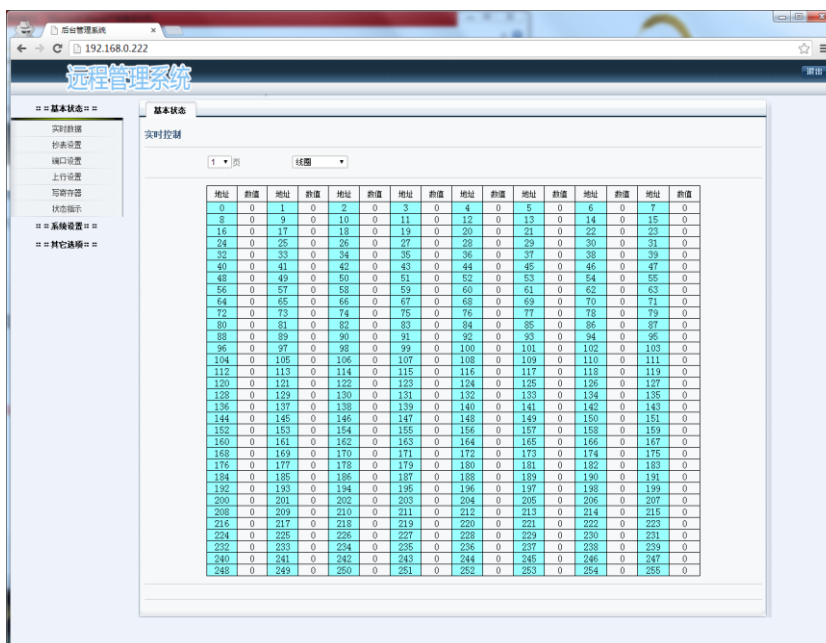 后台管理系统
192.168.0.222
远程管理系统
退出
:: :: 基本状态 :: ::
实时数据
抄表设置
端口设置
上行设置
写寄存器
状态指示
:: :: 系统设置 :: ::
:: :: 其它选项 :: ::
基本状态
实时控制
1 页 线圈
地址 数值 地址 数值 地址 数值 地址 数值 地址 数值 地址 数值 地址 数值 地址 数值
0 0 1 0 2 0 3 0 4 0 5 0 6 0 7 0
8 0 9 0 10 0 11 0 12 0 13 0 14 0 15 0
16 0 17 0 18 0 19 0 20 0 21 0 22 0 23 0
24 0 25 0 26 0 27 0 28 0 29 0 30 0 31 0
32 0 33 0 34 0 35 0 36 0 37 0 38 0 39 0
40 0 41 0 42 0 43 0 44 0 45 0 46 0 47 0
48 0 49 0 50 0 51 0 52 0 53 0 54 0 55 0
56 0 57 0 58 0 59 0 60 0 61 0 62 0 63 0
64 0 65 0 66 0 67 0 68 0 69 0 70 0 71 0
72 0 73 0 74 0 75 0 76 0 77 0 78 0 79 0
80 0 81 0 82 0 83 0 84 0 85 0 86 0 87 0
88 0 89 0 90 0 91 0 92 0 93 0 94 0 95 0
96 0 97 0 98 0 99 0 100 0 101 0 102 0 103 0
104 0 105 0 106 0 107 0 108 0 109 0 110 0 111 0
112 0 113 0 114 0 115 0 116 0 117 0 118 0 119 0
120 0 121 0 122 0 123 0 124 0 125 0 126 0 127 0
128 0 129 0 130 0 131 0 132 0 133 0 134 0 135 0
136 0 137 0 138 0 139 0 140 0 141 0 142 0 143 0
144 0 145 0 146 0 147 0 148 0 149 0 150 0 151 0
152 0 153 0 154 0 155 0 156 0 157 0 158 0 159 0
160 0 161 0 162 0 163 0 164 0 165 0 166 0 167 0
168 0 169 0 170 0 171 0 172 0 173 0 174 0 175 0
176 0 177 0 178 0 179 0 180 0 181 0 182 0 183 0
184 0 185 0 186 0 187 0 188 0 189 0 190 0 191 0
192 0 193 0 194 0 195 0 196 0 197 0 198 0 199 0
200 0 201 0 202 0 203 0 204 0 205 0 206 0 207 0
208 0 209 0 210 0 211 0 212 0 213 0 214 0 215 0
216 0 217 0 218 0 219 0 220 0 221 0 222 0 223 0
224 0 225 0 226 0 227 0 228 0 229 0 230 0 231 0
232 0 233 0 234 0 235 0 236 0 237 0 238 0 239 0
240 0 241 0 242 0 243 0 244 0 245 0 246 0 247 0
248 0 249 0 250 0 251 0 252 0 253 0 254 0 255 0